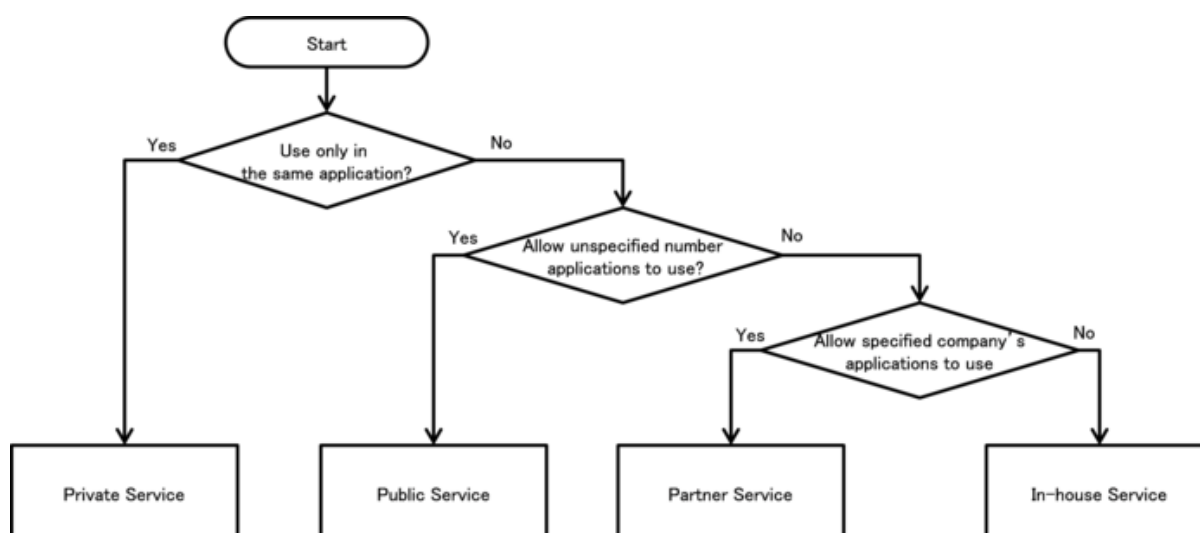 Start
Yes
No
Use only in
the same application?
Yes
No
Allow unspecified number
applications to use?
Yes
No
Allow specified company's
applications to use
Private Service
Public Service
Partner Service
In-house Service